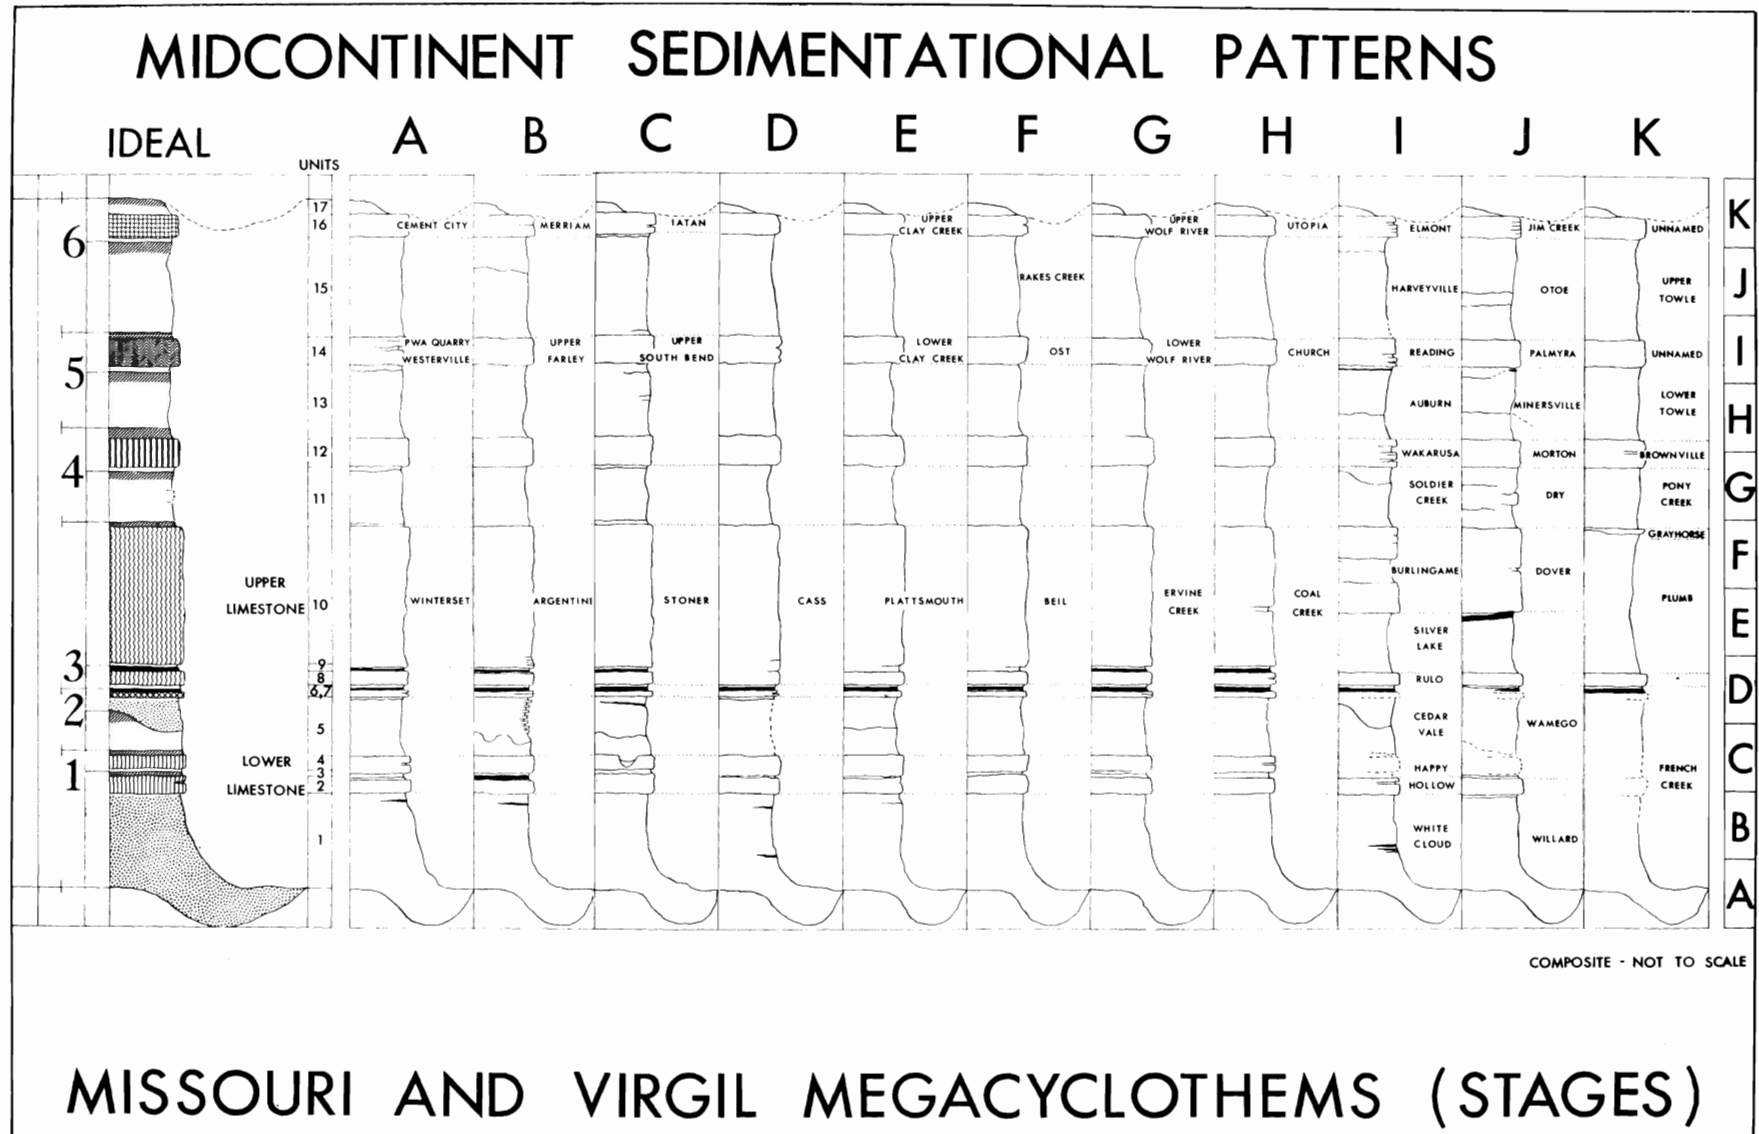 MIDCONTINENT SEDIMENTATIONAL PATTERNS
IDEAL A B C D E F G H I J K
UNITS
17
16 CEMENT CITY MERRIAM IATAN UPPER CLAY CREEK UPPER WOLF RIVER UTOPIA ELMONT JIM CREEK UNNAMED K
6
15 RAKES CREEK HARVEYVILLE OTOE UPPER TOWLE J
14 PWA QUARRY WESTERVILLE UPPER FARLEY UPPER SOUTH BEND LOWER CLAY CREEK OST LOWER WOLF RIVER CHURCH READING PALMYRA UNNAMED I
5
13 AUBURN MINERSVILLE LOWER TOWLE H
12 WAKARUSA MORTON BROWNVILLE
4
11 SOLDIER CREEK DRY PONY CREEK G
GRAYHORSE
BURLINGAME DOVER F
UPPER LIMESTONE 10 WINTERSET ARGENTINE STONER CASS PLATTSMOUTH BEIL ERVINE CREEK COAL CREEK PLUMB
SILVER LAKE E
3
9
8 RULO
6,7 D
2
5 CEDAR VALE WAMEGO
LOWER LIMESTONE 4
3
2 HAPPY HOLLOW FRENCH CREEK C
1
1 WHITE CLOUD WILLARD B
A
COMPOSITE - NOT TO SCALE
MISSOURI AND VIRGIL MEGACYCLOTHEMS (STAGES)